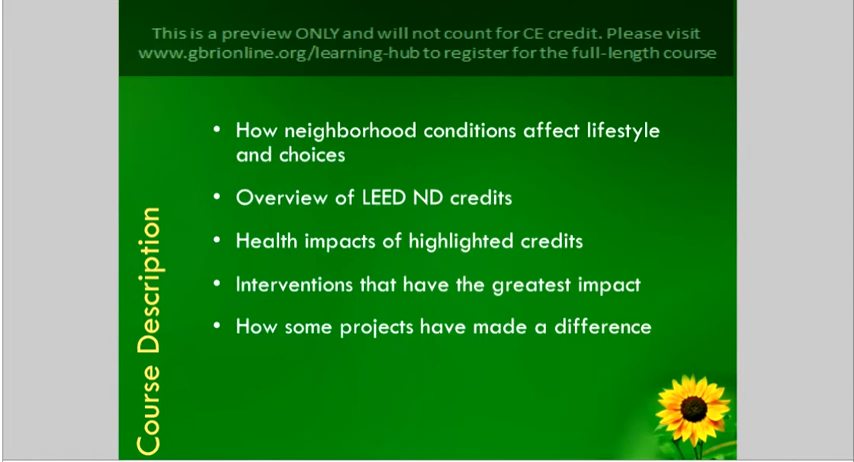 This is a preview ONLY and will not count for CE credit. Please visit
www.gbrionline.org/learning-hub to register for the full-length course
• How neighborhood conditions affect lifestyle
and choices
• Overview of LEED ND credits
• Health impacts of highlighted credits
• Interventions that have the greatest impact
• How some projects have made a difference
Course Description